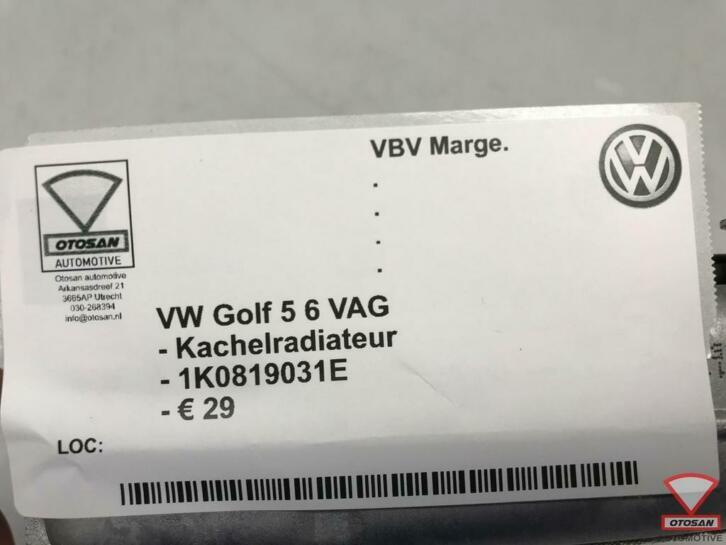 VBV Marge.
OTOSAN
AUTOMOTIVE
Otosan automotive
Arkansasdreef 21
3565AP Utrecht
030-268394
info@otosan.nl
VW Golf 5 6 VAG
- Kachelradiateur
- 1K0819031E
- € 29
LOC:
OTOSAN
AUTOMOTIVE